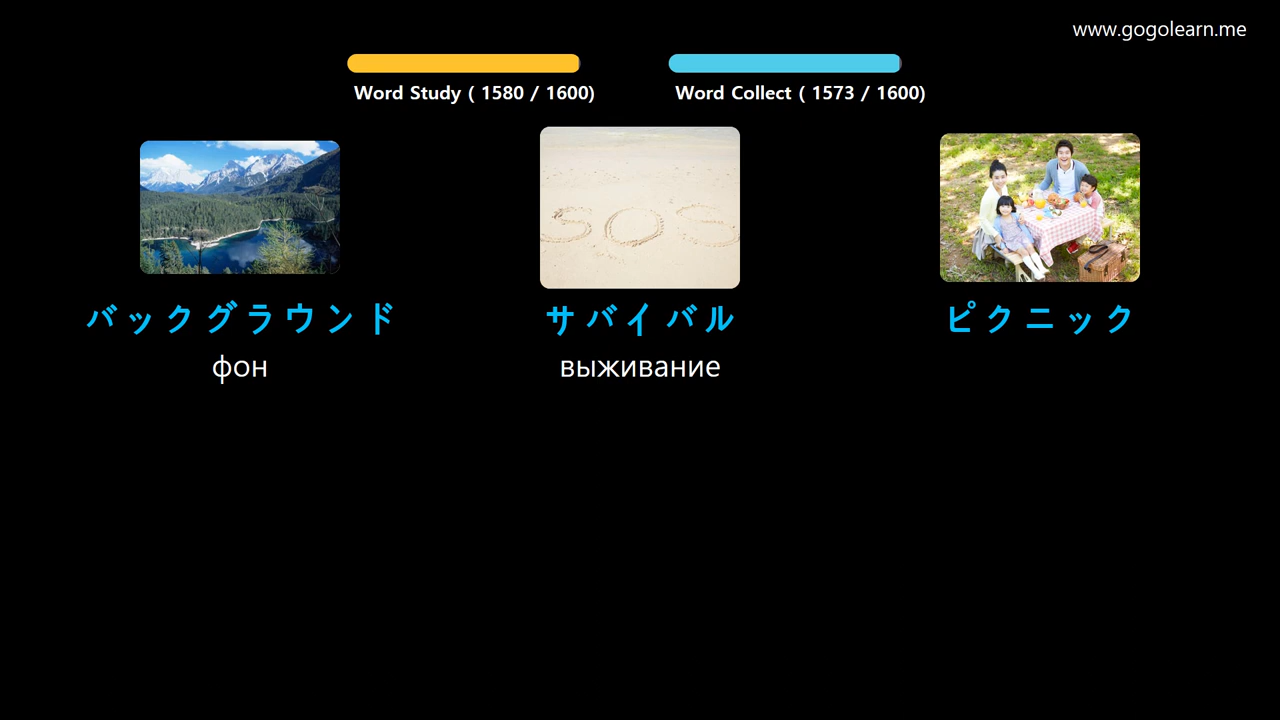 www.gogolearn.me
Word Study ( 1580 / 1600)
Word Collect ( 1573 / 1600)
SOS
バックグラウンド
サバイバル
ピクニック
фон
выживание